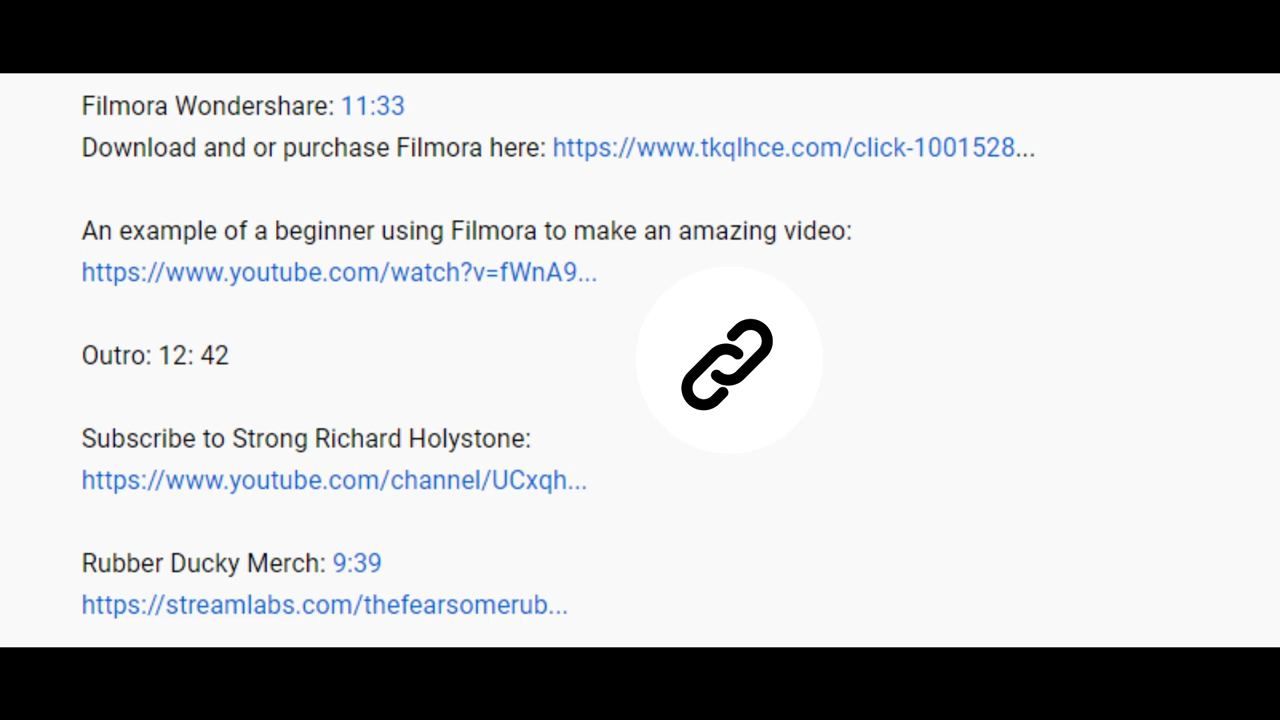 Filmora Wondershare: 11:33
Download and or purchase Filmora here: https://www.tkqlhce.com/click-1001528...
An example of a beginner using Filmora to make an amazing video:
https://www.youtube.com/watch?v=fWnA9...
Outro: 12: 42
Subscribe to Strong Richard Holystone:
https://www.youtube.com/channel/UCxqh...
Rubber Ducky Merch: 9:39
https://streamlabs.com/thefearsomerub...